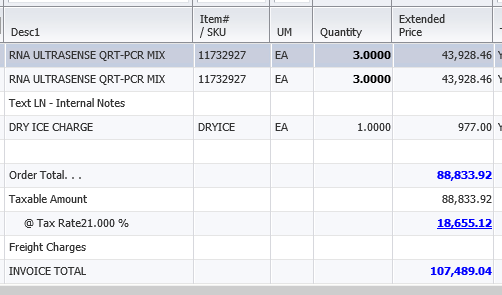 Desc1 Item# / SKU UM Quantity Extended Price
RNA ULTRASENSE QRT-PCR MIX 11732927 EA 3.0000 43,928.46 Y
RNA ULTRASENSE QRT-PCR MIX 11732927 EA 3.0000 43,928.46 Y
Text LN - Internal Notes
DRY ICE CHARGE DRYICE EA 1.0000 977.00 Y
Order Total. . . 88,833.92
Taxable Amount 88,833.92
@ Tax Rate21.000 % 18,655.12
Freight Charges
INVOICE TOTAL 107,489.04